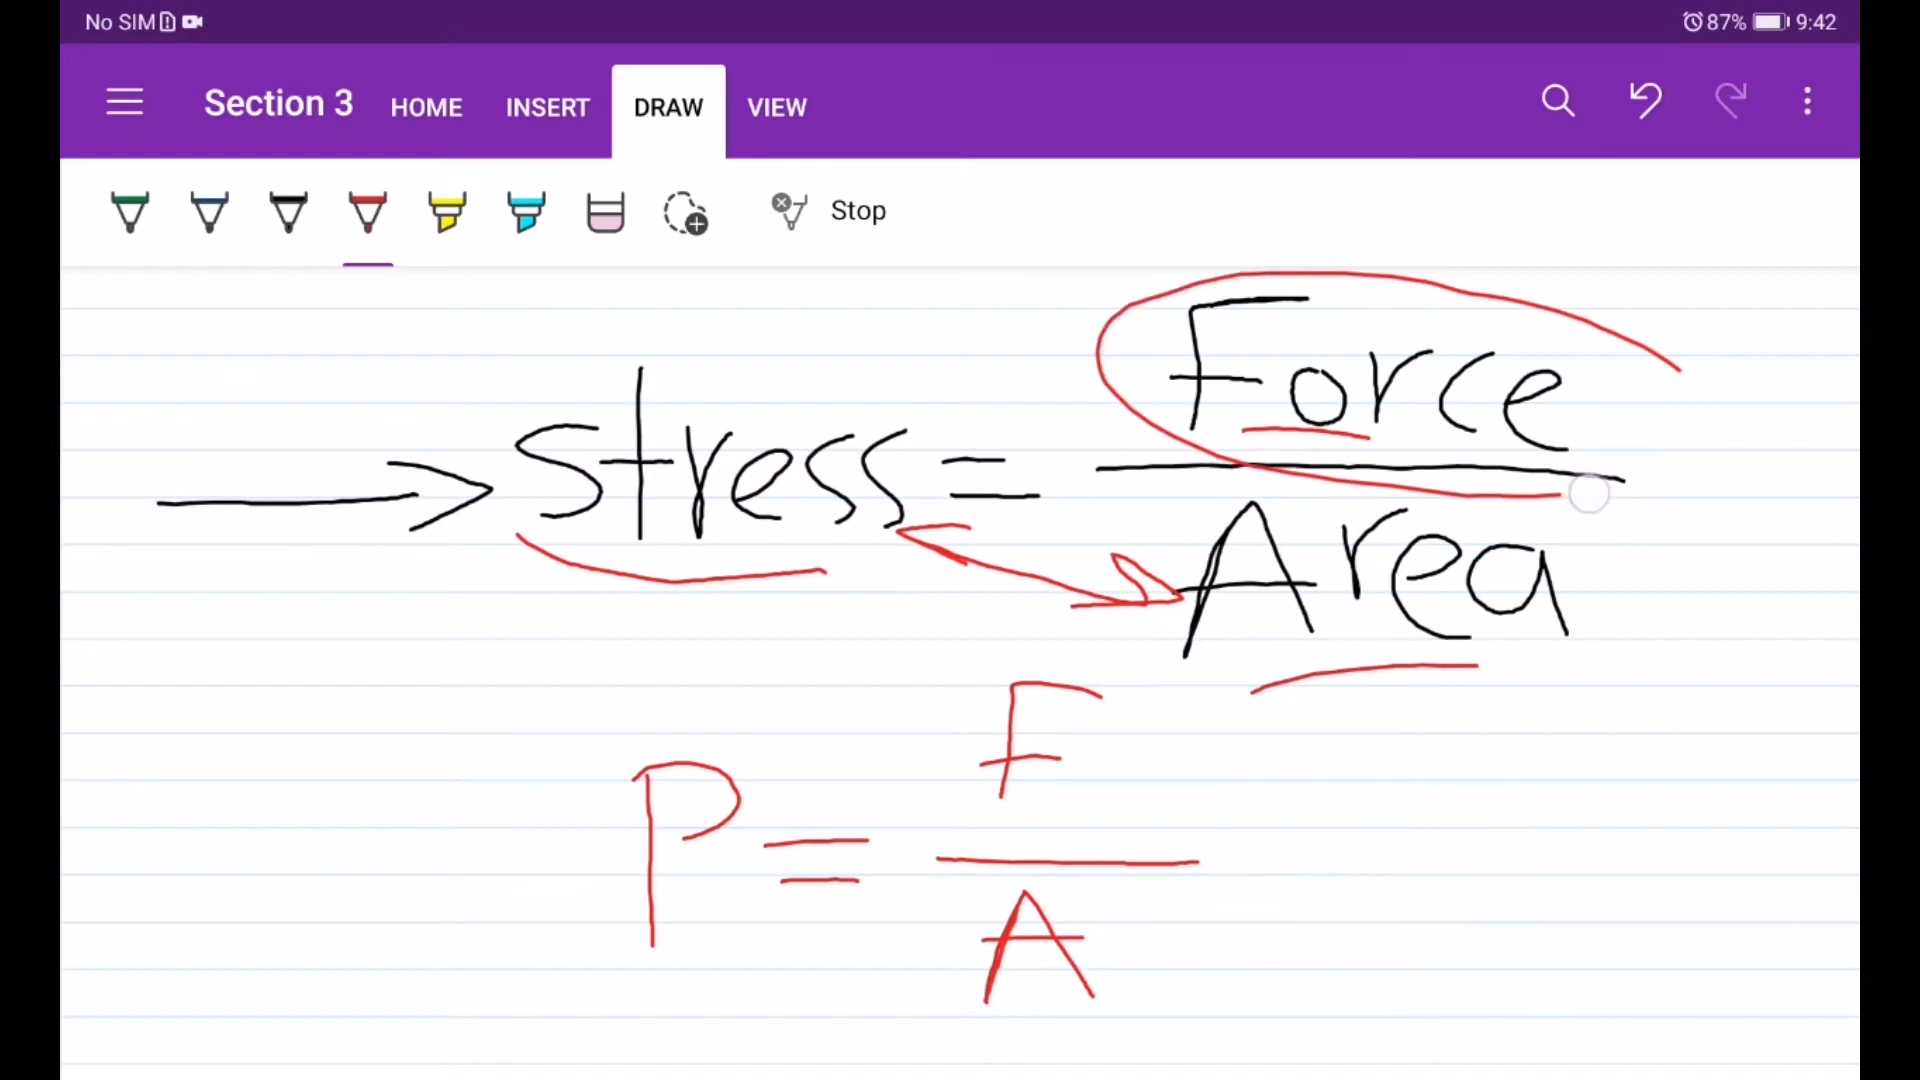 No SIM 87% 9:42
Section 3 HOME INSERT DRAW VIEW
Stop
Stress = Force
Area
P = F
A